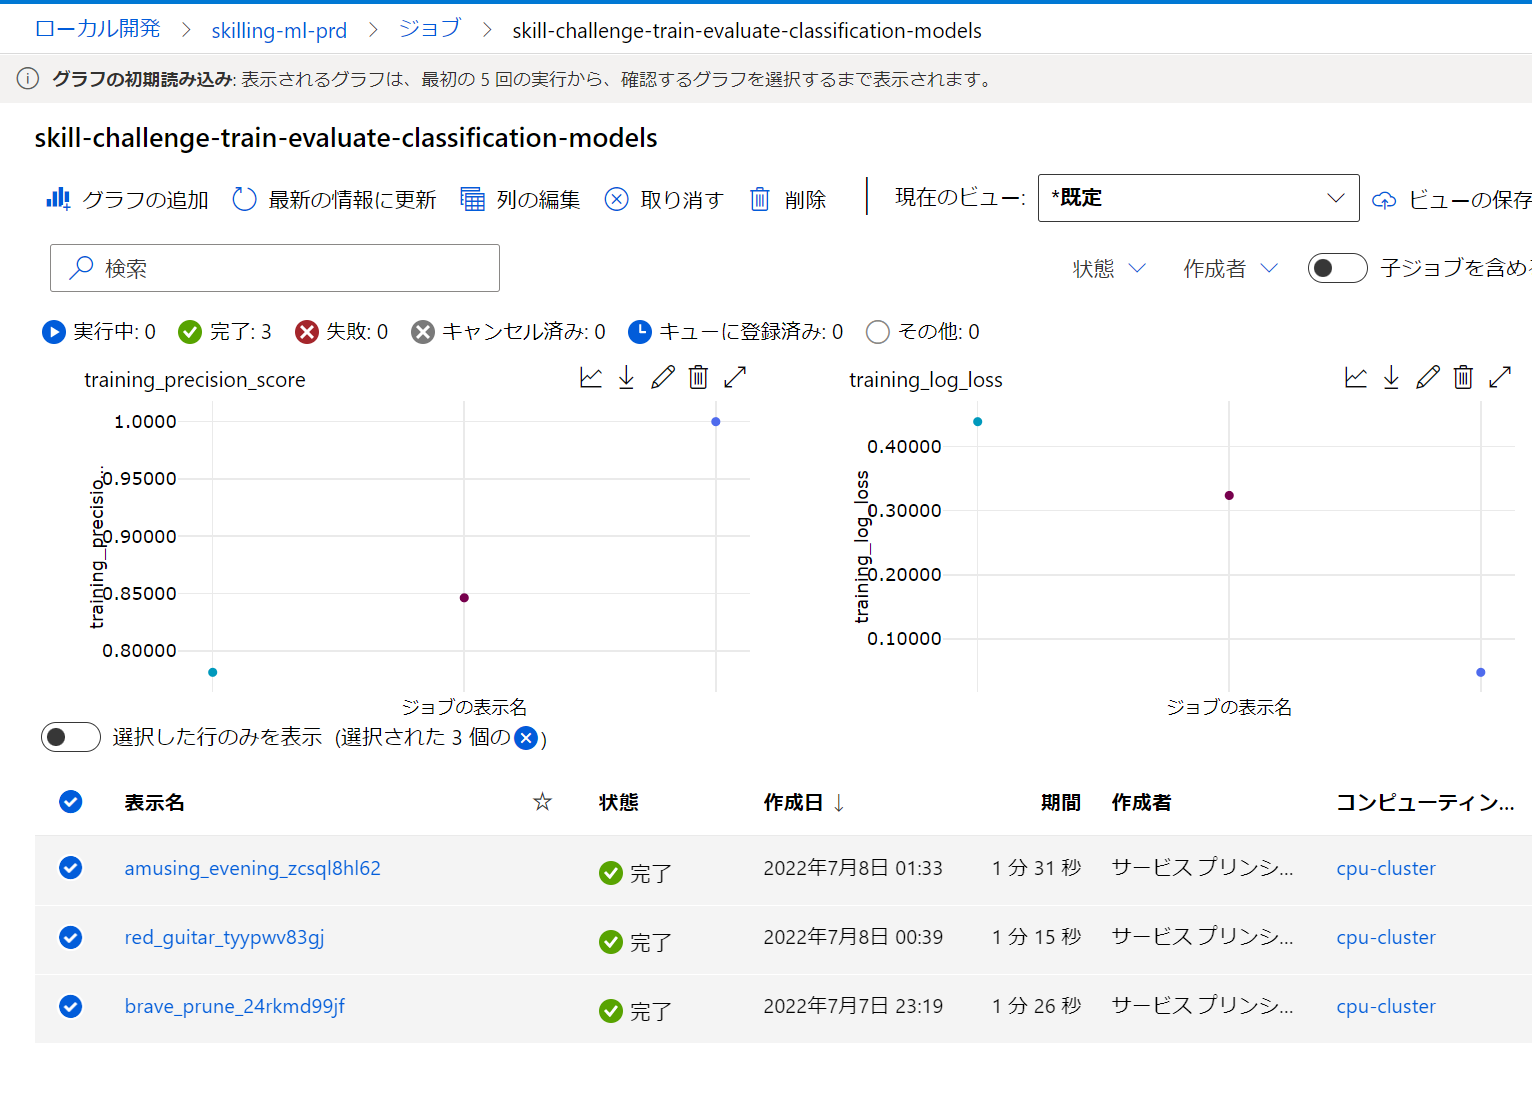 ローカル開発 > skilling-ml-prd > ジョブ > skill-challenge-train-evaluate-classification-models
グラフの初期読み込み: 表示されるグラフは、最初の 5 回の実行から、確認するグラフを選択するまで表示されます。
skill-challenge-train-evaluate-classification-models
グラフの追加 最新の情報に更新 列の編集 取り消す 削除 現在のビュー: *既定 ビューの保存
検索 状態 作成者 子ジョブを含め
実行中: 0 完了: 3 失敗: 0 キャンセル済み: 0 キューに登録済み: 0 その他: 0
training_precision_score
1.0000
0.95000
0.90000
0.85000
0.80000
training_precisio...
ジョブの表示名
training_log_loss
0.40000
0.30000
0.20000
0.10000
training_log_loss
ジョブの表示名
選択した行のみを表示 (選択された 3 個の )
表示名 状態 作成日 ↓ 期間 作成者 コンピューティン...
amusing_evening_zcsql8hl62 完了 2022年7月8日 01:33 1 分 31 秒 サービス プリンシ... cpu-cluster
red_guitar_tyypwv83gj 完了 2022年7月8日 00:39 1 分 15 秒 サービス プリンシ... cpu-cluster
brave_prune_24rkmd99jf 完了 2022年7月7日 23:19 1 分 26 秒 サービス プリンシ... cpu-cluster